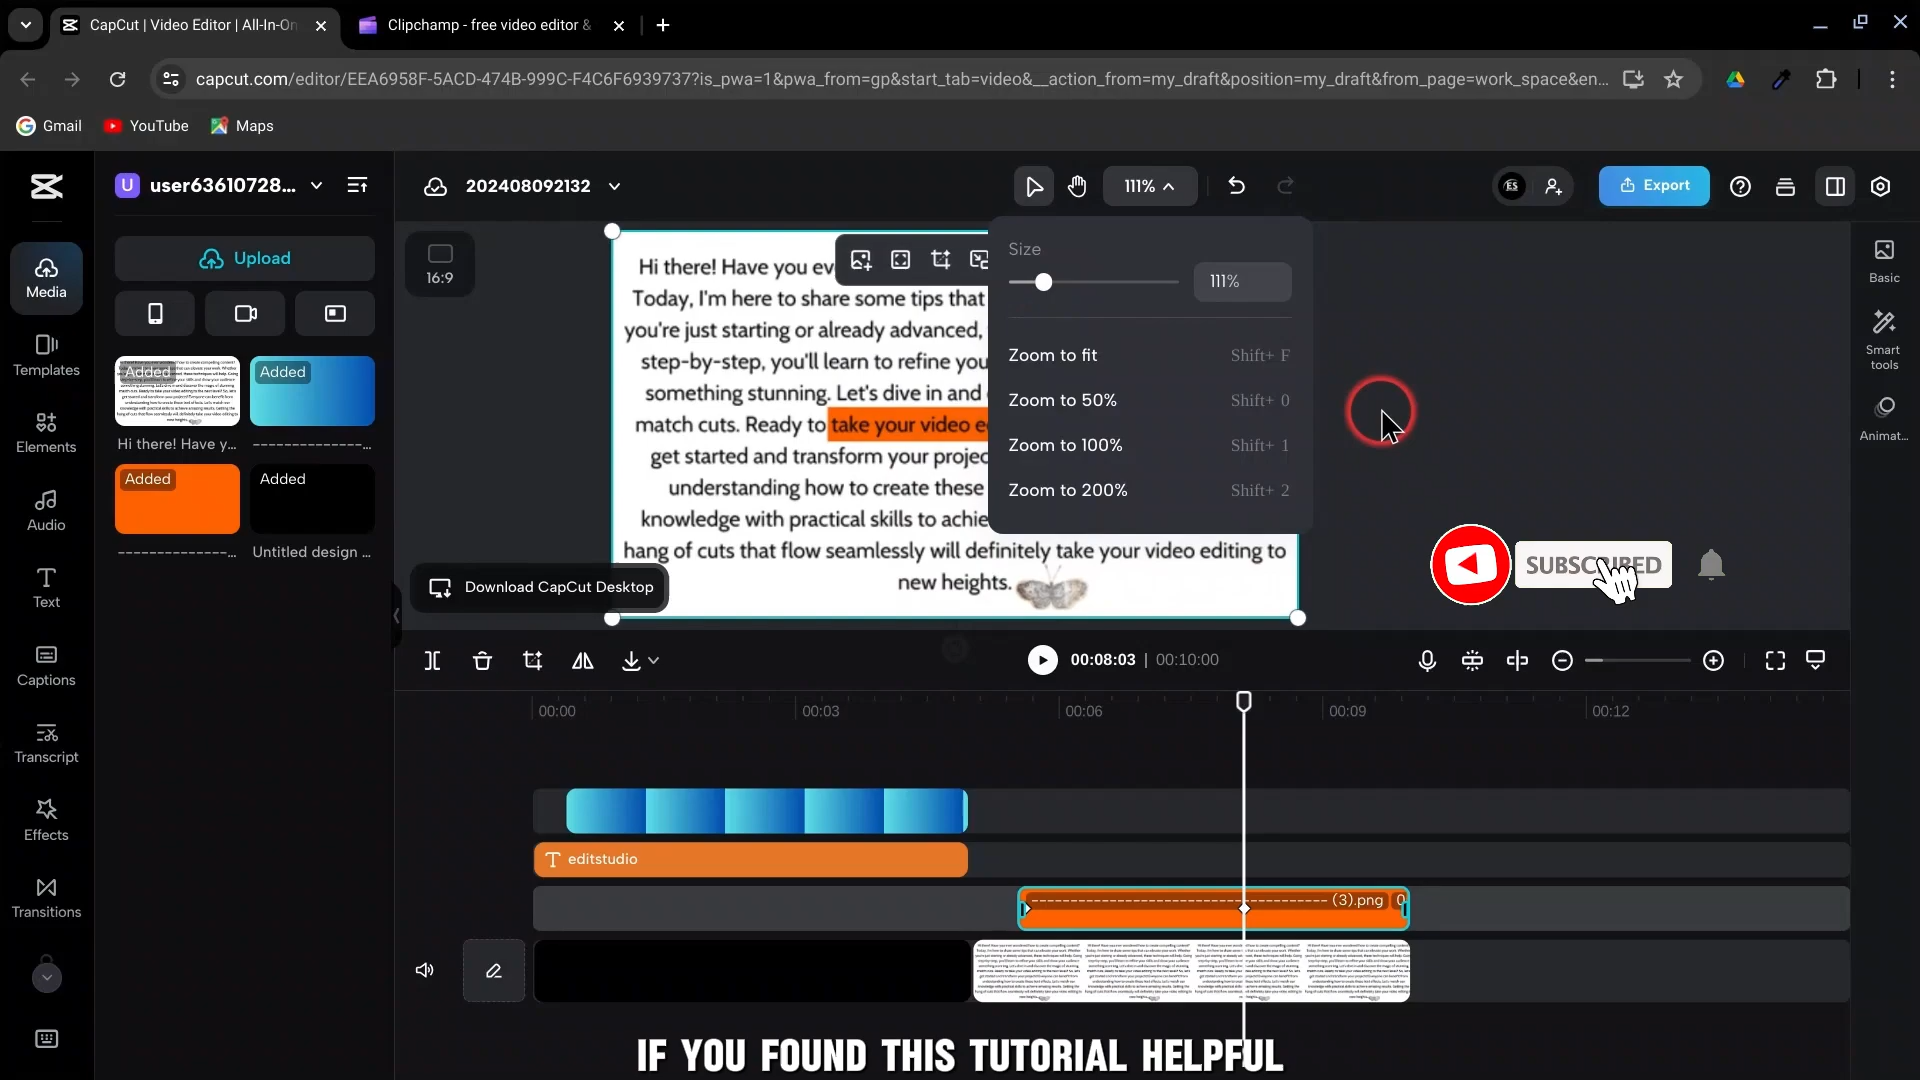 CapCut | Video Editor | All-In-On
Clipchamp - free video editor &
capcut.com/editor/EEA6958F-5ACD-474B-999C-F4C6F6939737?is_pwa=1&pwa_from=gp&start_tab=video&__action_from=my_draft&position=my_draft&from_page=work_space&en...
Gmail
YouTube
Maps
U
user63610728...
202408092132
111%
ES
Export
Upload
16:9
Media
Templates
Elements
Audio
Text
Captions
Transcript
Effects
Transitions
Added
Hi there! Have y...
Added
---------------...
Added
---------------...
Added
Untitled design ...
Hi there! Have you ev
Today, I'm here to share some tips that
you're just starting or already advanced,
step-by-step, you'll learn to refine you
something stunning. Let's dive in and
match cuts. Ready to take your video e
get started and transform your projec
understanding how to create these
knowledge with practical skills to achie
hang of cuts that flow seamlessly will definitely take your video editing to
new heights.
Size
111%
Zoom to fit Shift+ F
Zoom to 50% Shift+ 0
Zoom to 100% Shift+ 1
Zoom to 200% Shift+ 2
Basic
Smart
tools
Animat...
SUBSCRIBED
Download CapCut Desktop
00:08:03 | 00:10:00
00:00
00:03
00:06
00:09
00:12
editstudio
---------------------------------------- (3).png
IF YOU FOUND THIS TUTORIAL HELPFUL